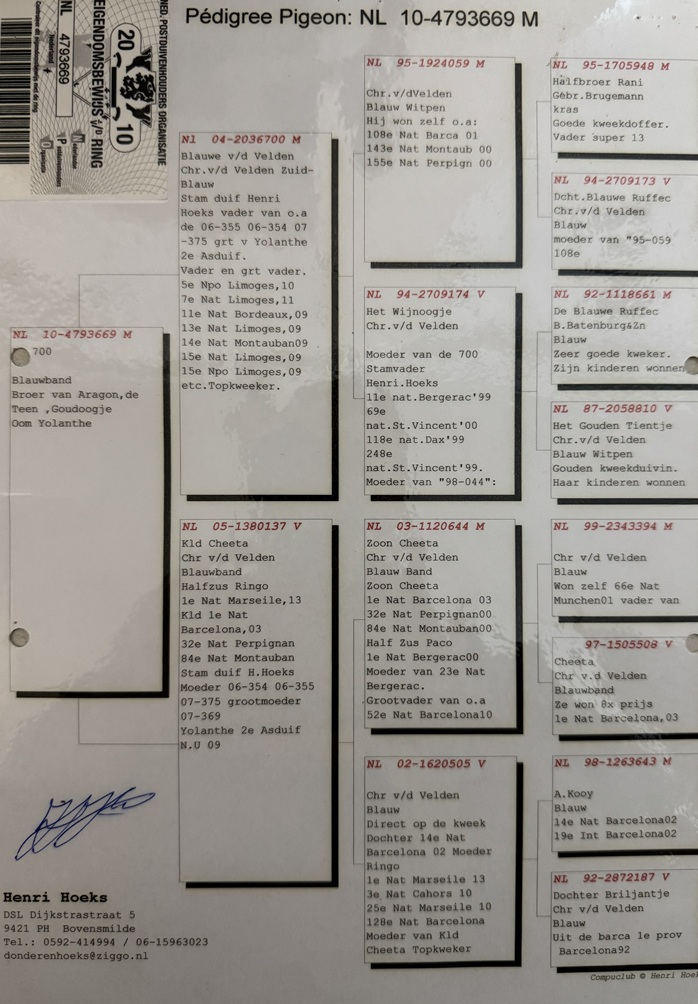 Pédigree Pigeon: NL 10-4793669 M
NED. POSTDUIVENHOUDERS ORGANISATIE
20 10
EIGENDOMSBEWIJS v/o RING
NL 4793669
NL 10-4793669 M
700
Blauwband
Broer van Aragon,de
Teen ,Goudoogje
Oom Yolanthe
Nl 04-2036700 M
Blauwe v/d Velden
Chr.v/d Velden Zuid-
Blauw
Stam duif Henri
Hoeks vader van o.a
de 06-355 06-354 07
-375 grt v Yolanthe
2e Asduif.
Vader en grt vader.
5e Npo Limoges,10
7e Nat Limoges,11
11e Nat Bordeaux,09
13e Nat Limoges,09
14e Nat Montauban09
15e Nat Limoges,09
15e Npo Limoges,09
etc.Topkweeker.
NL 05-1380137 V
Kld Cheeta
Chr v/d Velden
Blauwband
Halfzus Ringo
1e Nat Marseile,13
Kld 1e Nat
Barcelona,03
32e Nat Perpignan
84e Nat Montauban
Stam duif H.Hoeks
Moeder 06-354 06-355
07-375 grootmoeder
07-369
Yolanthe 2e Asduif
N.U 09
NL 95-1924059 M
Chr.v/dVelden
Blauw Witpen
Hij won zelf o.a:
108e Nat Barca 01
143e Nat Montaub 00
155e Nat Perpign 00
NL 94-2709174 V
Het Wijnoogje
Chr.v/d Velden
Moeder van de 700
Stamvader
Henri.Hoeks
11e nat.Bergerac'99
69e
nat.St.Vincent'00
118e nat.Dax'99
248e
nat.St.Vincent'99.
Moeder van "98-044":
NL 03-1120644 M
Zoon Cheeta
Chr v/d Velden
Blauw Band
Zoon Cheeta
1e Nat Barcelona 03
32e Nat Perpignan00
84e Nat Montauban00
Half Zus Paco
1e Nat Bergerac00
Moeder van 23e Nat
Bergerac.
Grootvader van o.a
52e Nat Barcelona10
NL 02-1620505 V
Chr v/d Velden
Blauw
Direct op de kweek
Dochter 14e Nat
Barcelona 02 Moeder
Ringo
1e Nat Marseile 13
3e Nat Cahors 10
25e Nat Marseile 10
128e Nat Barcelona
Moeder van Kld
Cheeta Topkweker
NL 95-1705948 M
Halfbroer Rani
Gebr.Brugemann
kras
Goede kweekdoffer.
Vader super 13
NL 94-2709173 V
Dcht.Blauwe Ruffec
Chr.v/d Velden
Blauw
moeder van "95-059
108e
NL 92-1118661 M
De Blauwe Ruffec
B.Batenburg&Zn
Blauw
Zeer goede kweker.
Zijn kinderen wonnen
NL 87-2058810 V
Het Gouden Tientje
Chr.v/d Velden
Blauw Witpen
Gouden kweekduivin.
Haar kinderen wonnen
NL 99-2343394 M
Chr v/d Velden
Blauw
Won zelf 66e Nat
Munchen01 vader van
97-1505508 V
Cheeta
Chr v.d Velden
Blauwband
Ze won 8x prijs
1e Nat Barcelona,03
NL 98-1263643 M
A.Kooy
Blauw
14e Nat Barcelona02
19e Int Barcelona02
NL 92-2872187 V
Dochter Briljantje
Chr v/d Velden
Blauw
Uit de barca le prov
Barcelona92
Henri Hoeks
DSL Dijkstrastraat 5
9421 PH Bovensmilde
Tel.: 0592-414994 / 06-15963023
donderenhoeks@ziggo.nl
Compuclub © Henri Hoek